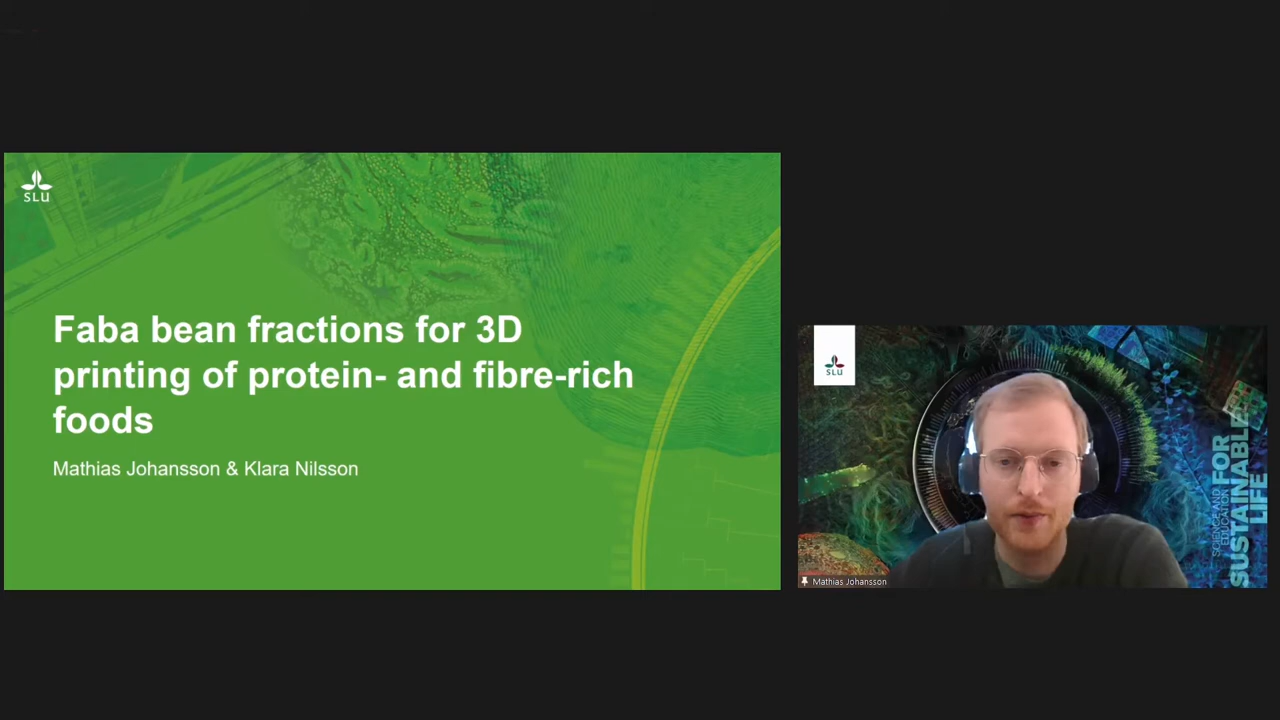 SLU
Faba bean fractions for 3D
printing of protein- and fibre-rich
foods
Mathias Johansson & Klara Nilsson
SLU
SCIENCE AND
EDUCATION FOR
SUSTAINABLE
LIFE
Mathias Johansson